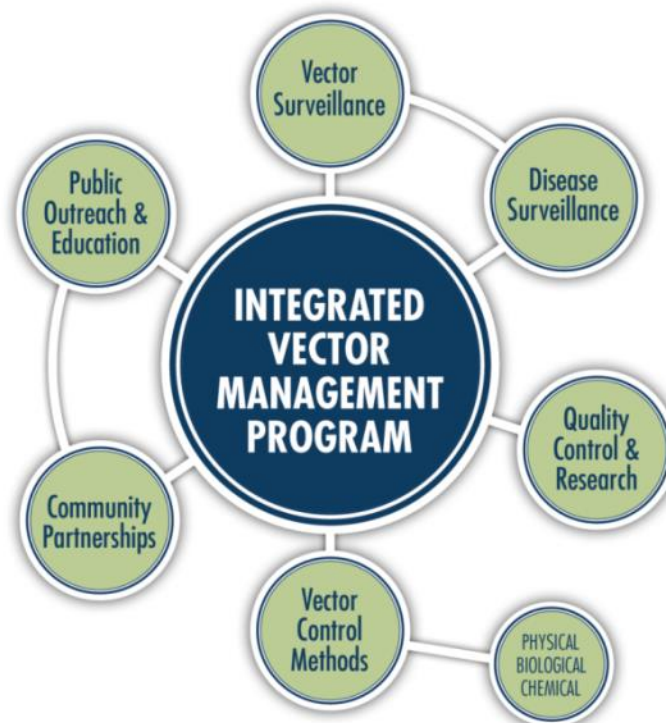 Vector
Surveillance
Disease
Surveillance
Public
Outreach &
Education
INTEGRATED
VECTOR
MANAGEMENT
PROGRAM
Quality
Control &
Research
Community
Partnerships
Vector
Control
Methods
PHYSICAL
BIOLOGICAL
CHEMICAL